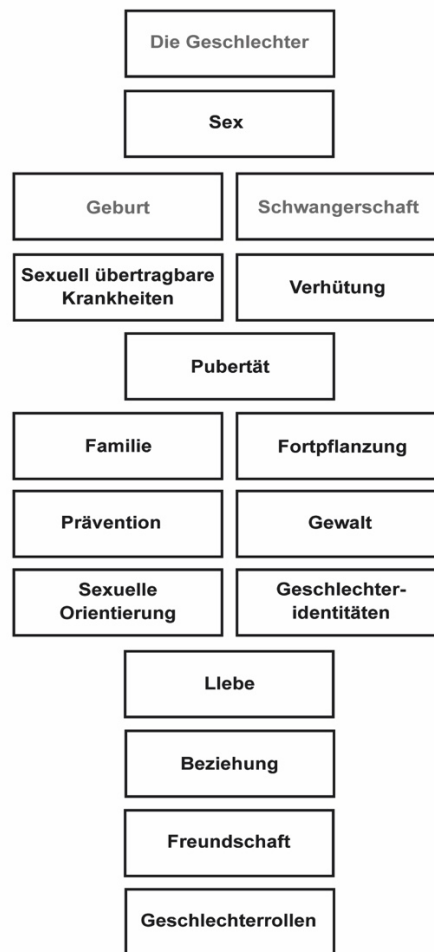 Die Geschlechter
Sex
Geburt
Schwangerschaft
Sexuell übertragbare
Krankheiten
Verhütung
Pubertät
Familie
Fortpflanzung
Prävention
Gewalt
Sexuelle
Orientierung
Geschlechter-
identitäten
LIebe
Beziehung
Freundschaft
Geschlechterrollen